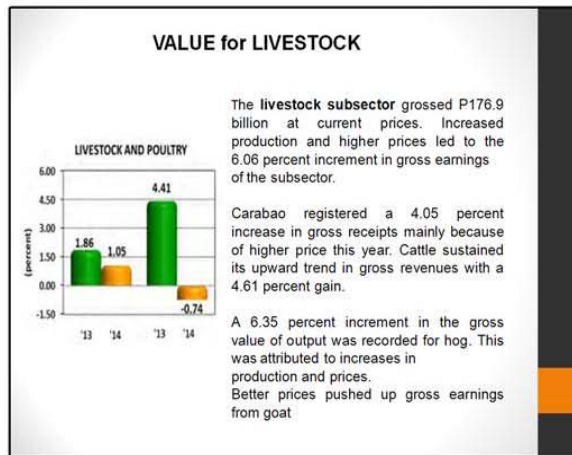 VALUE for LIVESTOCK
The livestock subsector grossed P176.9
billion at current prices. Increased
production and higher prices led to the
6.06 percent increment in gross earnings
of the subsector.
Carabao registered a 4.05 percent
increase in gross receipts mainly because
of higher price this year. Cattle sustained
its upward trend in gross revenues with a
4.61 percent gain.
A 6.35 percent increment in the gross
value of output was recorded for hog. This
was attributed to increases in
production and prices.
Better prices pushed up gross earnings
from goat
LIVESTOCK AND POULTRY
(percent)
6.00
4.50
3.00
1.50
0.00
-1.50
1.86
1.05
4.41
-0.74
'13 '14 '13 '14